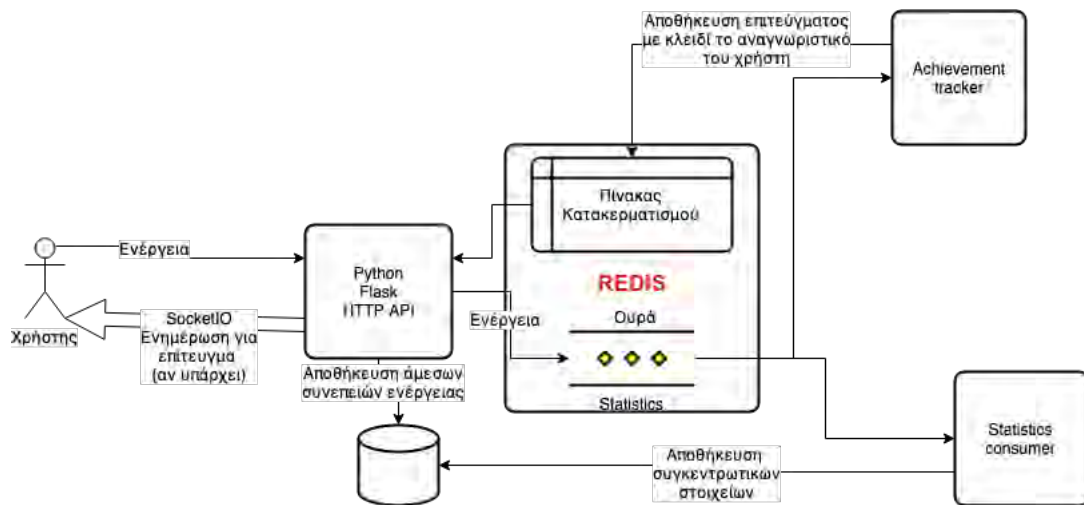 Αποθήκευση επιτεύγματος
με κλειδί το αναγνωριστικό
του χρήστη
Achievement
tracker
Πίνακας
Κατακερματισμού
Ενέργεια
Python
Flask
HTTP API
REDIS
Ουρά
Ενέργεια
SocketIO
Ενημέρωση για
επίτευγμα
(αν υπάρχει)
Χρήστης
Αποθήκευση άμεσων
συνεπειών ενέργειας
Statistics
Statistics
consumer
Αποθήκευση
συγκεντρωτικών
στοιχείων